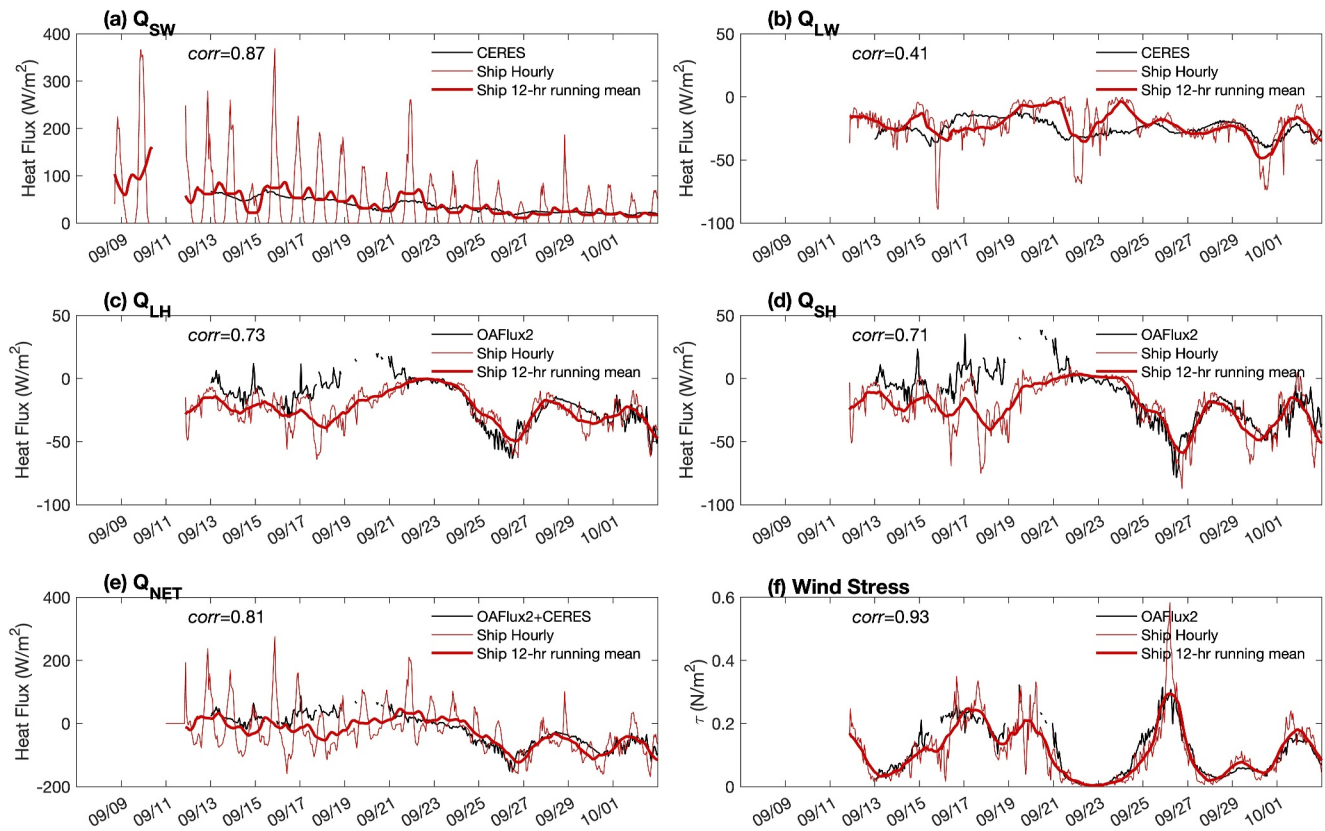 (a) Q_SW
corr=0.87
CERES
Ship Hourly
Ship 12-hr running mean
Heat Flux (W/m²)
400
300
200
100
0
09/09 09/11 09/13 09/15 09/17 09/19 09/21 09/23 09/25 09/27 09/29 10/01
(b) Q_LW
corr=0.41
CERES
Ship Hourly
Ship 12-hr running mean
Heat Flux (W/m²)
50
0
-50
-100
09/09 09/11 09/13 09/15 09/17 09/19 09/21 09/23 09/25 09/27 09/29 10/01
(c) Q_LH
corr=0.73
OAFlux2
Ship Hourly
Ship 12-hr running mean
Heat Flux (W/m²)
50
0
-50
-100
09/09 09/11 09/13 09/15 09/17 09/19 09/21 09/23 09/25 09/27 09/29 10/01
(d) Q_SH
corr=0.71
OAFlux2
Ship Hourly
Ship 12-hr running mean
Heat Flux (W/m²)
50
0
-50
-100
09/09 09/11 09/13 09/15 09/17 09/19 09/21 09/23 09/25 09/27 09/29 10/01
(e) Q_NET
corr=0.81
OAFlux2+CERES
Ship Hourly
Ship 12-hr running mean
Heat Flux (W/m²)
400
200
0
-200
09/09 09/11 09/13 09/15 09/17 09/19 09/21 09/23 09/25 09/27 09/29 10/01
(f) Wind Stress
corr=0.93
OAFlux2
Ship Hourly
Ship 12-hr running mean
τ (N/m²)
0.6
0.4
0.2
0
09/09 09/11 09/13 09/15 09/17 09/19 09/21 09/23 09/25 09/27 09/29 10/01